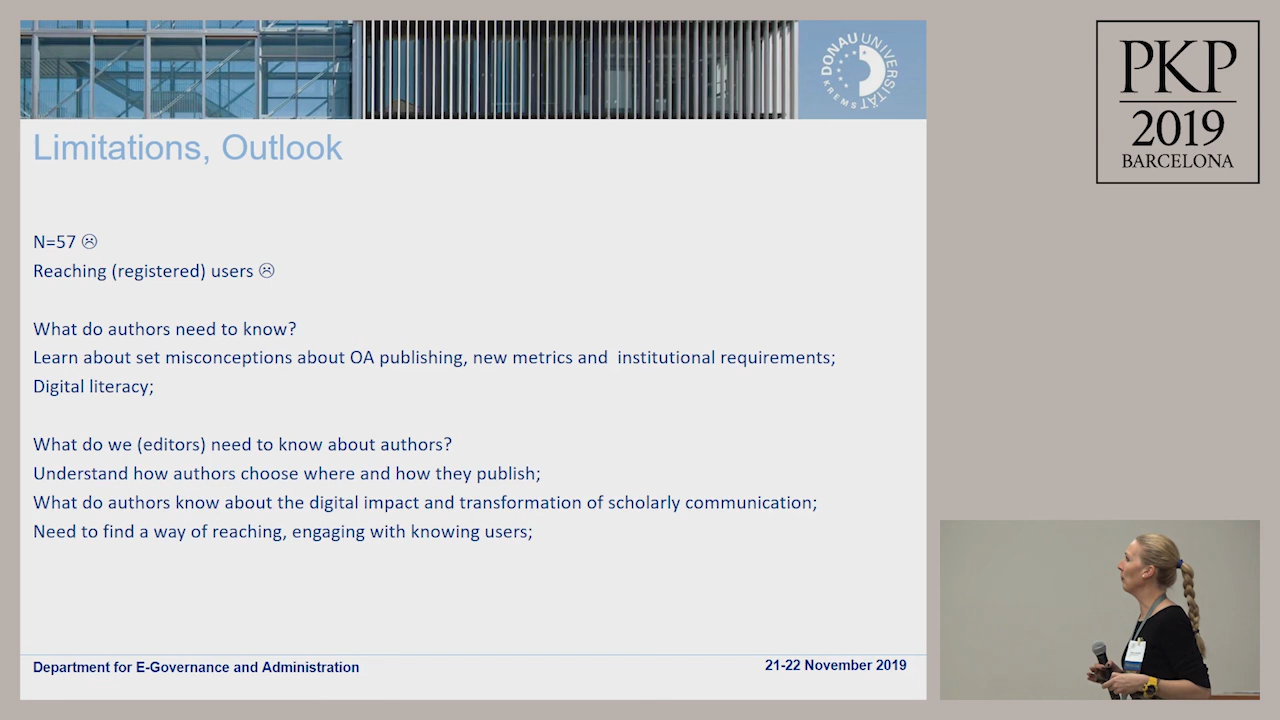 DONAU UNIVERSITÄT KREMS
Limitations, Outlook
N=57 ☹
Reaching (registered) users ☹
What do authors need to know?
Learn about set misconceptions about OA publishing, new metrics and  institutional requirements;
Digital literacy;
What do we (editors) need to know about authors?
Understand how authors choose where and how they publish;
What do authors know about the digital impact and transformation of scholarly communication;
Need to find a way of reaching, engaging with knowing users;
Department for E-Governance and Administration
21-22 November 2019
PKP
2019
BARCELONA